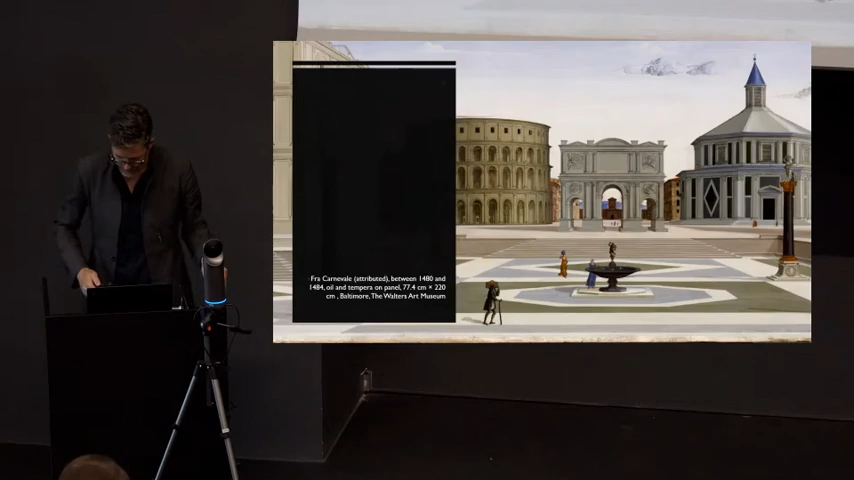 Fra Carnevale (attributed), between 1480 and
1484, oil and tempera on panel, 77.4 cm × 220
cm , Baltimore, The Walters Art Museum